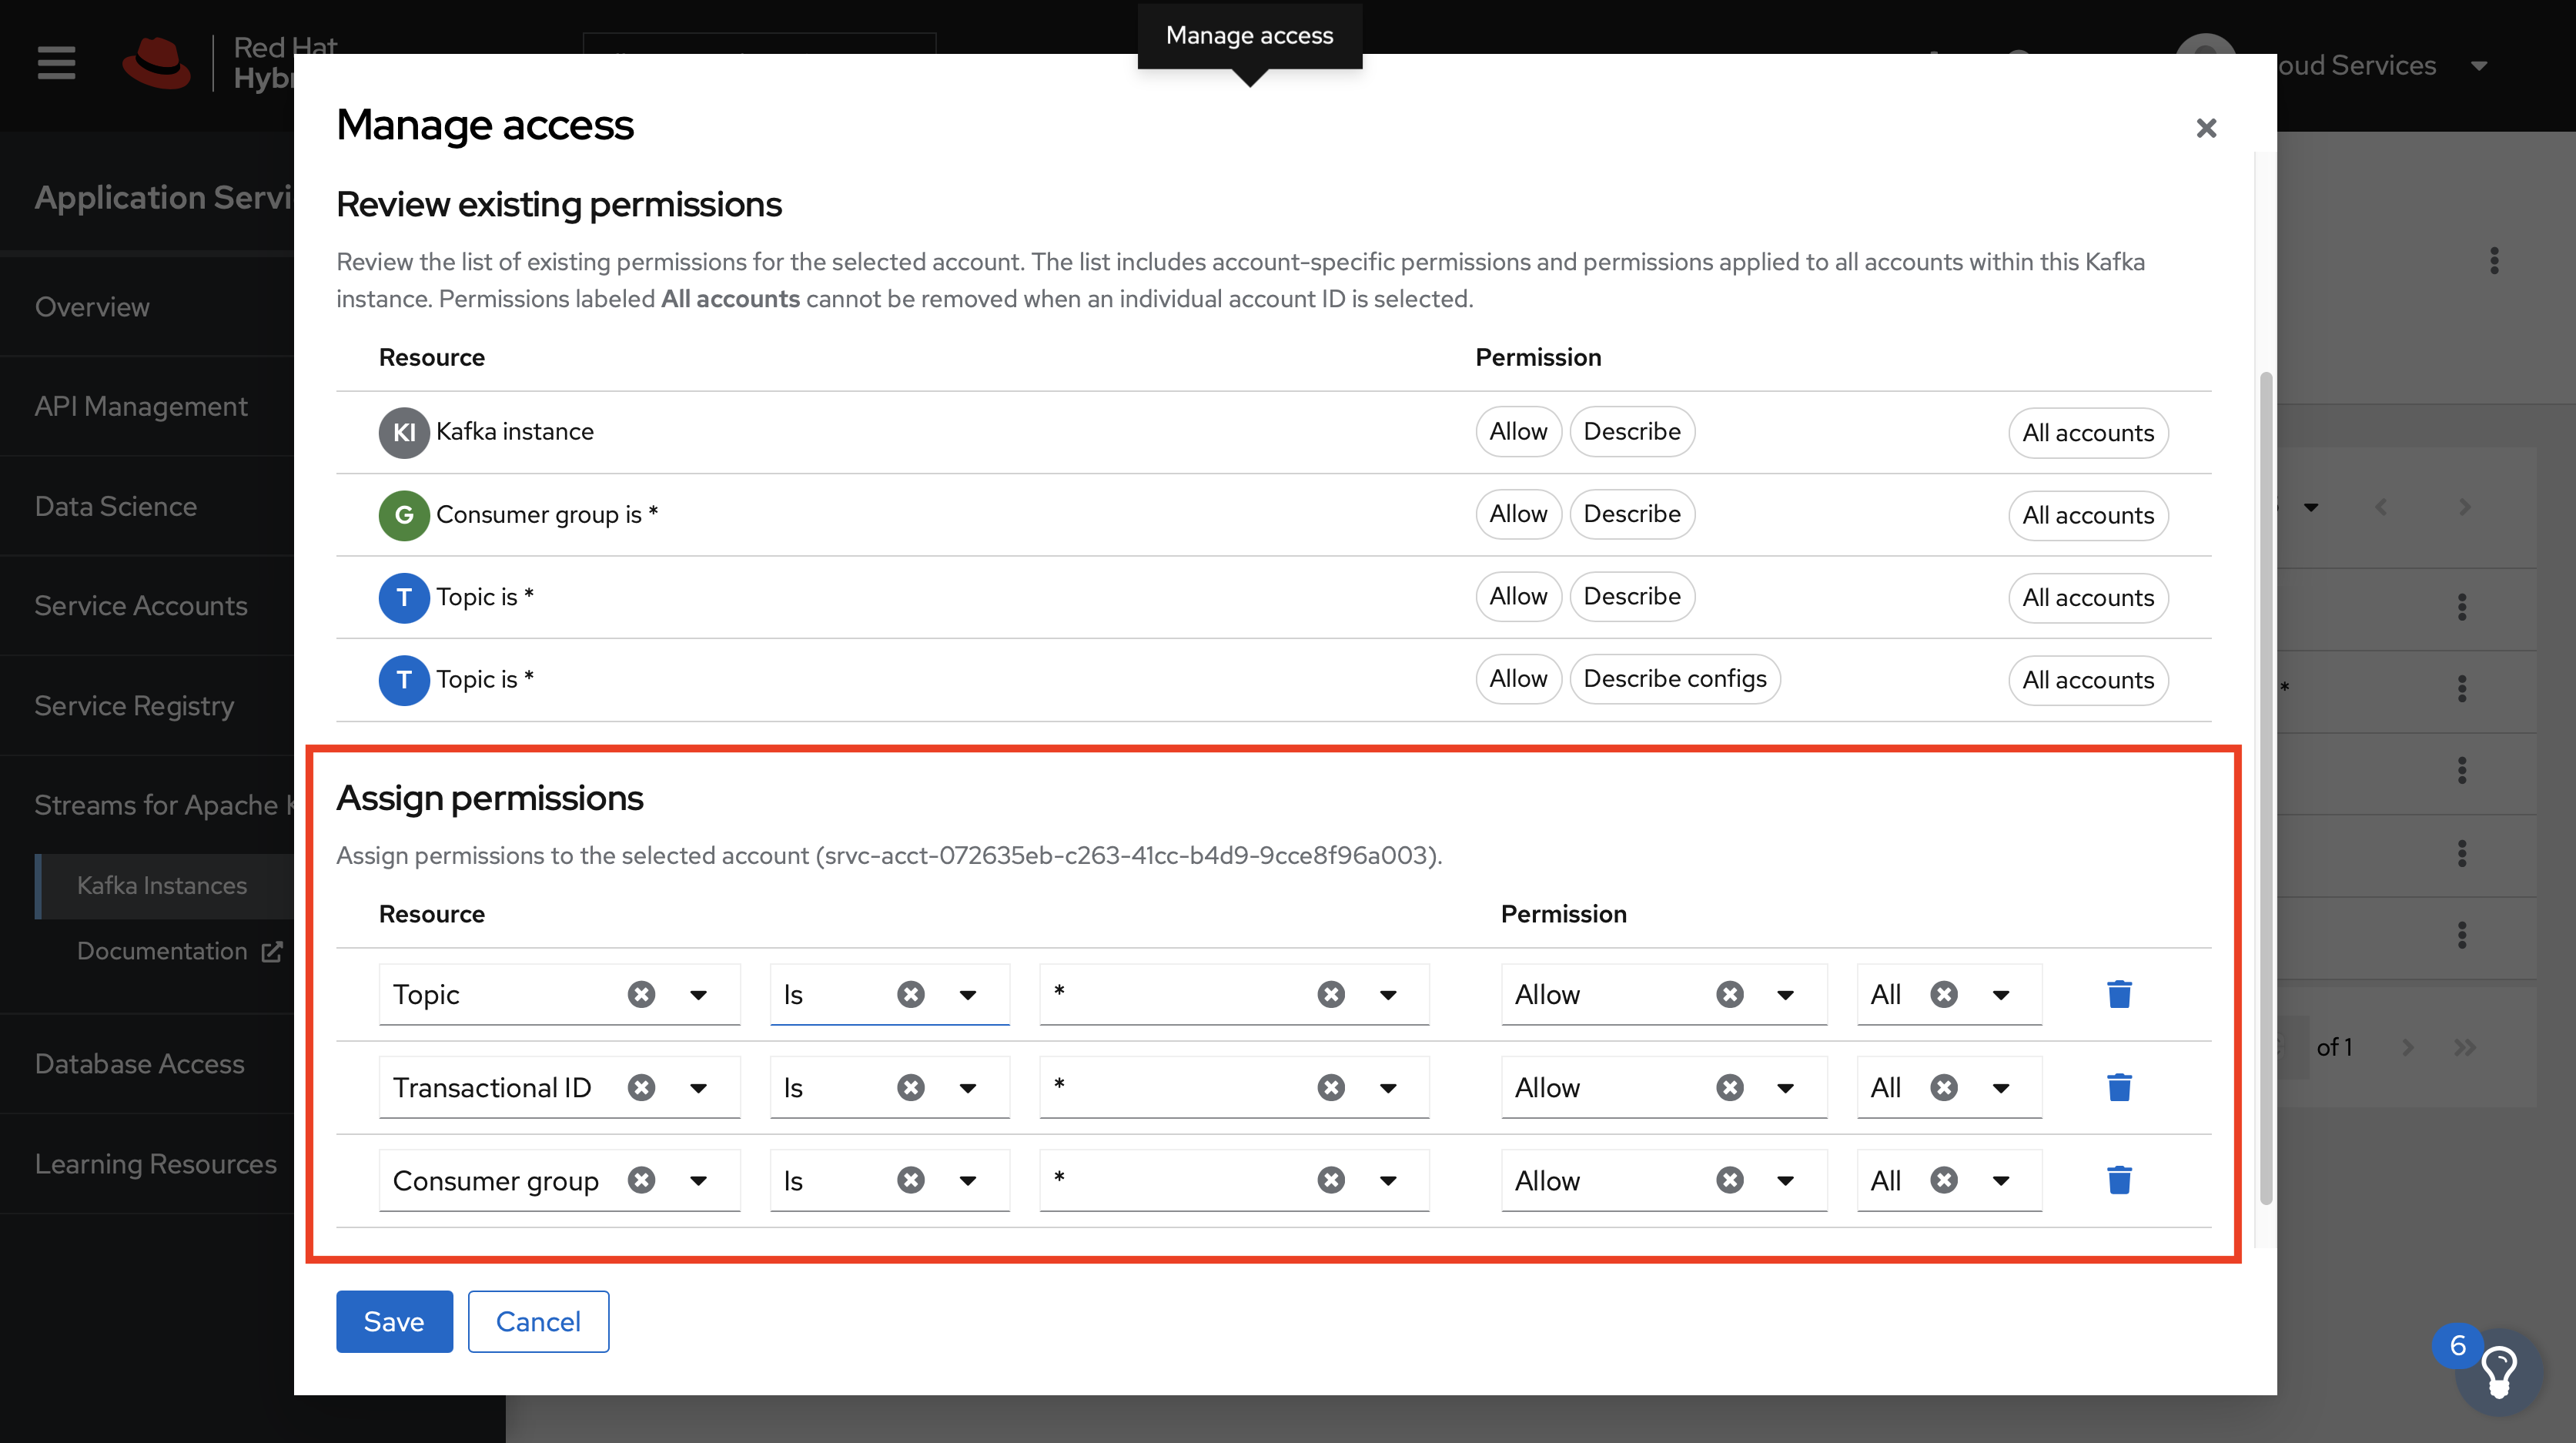 Manage access
Red Hat
Hybr
oud Services
Manage access
Application Servi
Overview
API Management
Data Science
Service Accounts
Service Registry
Streams for Apache K
Kafka Instances
Documentation
Database Access
Learning Resources
Review existing permissions
Review the list of existing permissions for the selected account. The list includes account-specific permissions and permissions applied to all accounts within this Kafka
instance. Permissions labeled All accounts cannot be removed when an individual account ID is selected.
Resource Permission
KI Kafka instance Allow Describe All accounts
G Consumer group is * Allow Describe All accounts
T Topic is * Allow Describe All accounts
T Topic is * Allow Describe configs All accounts
*
Assign permissions
Assign permissions to the selected account (srvc-acct-072635eb-c263-41cc-b4d9-9cce8f96a003).
Resource Permission
Topic Is * Allow All
Transactional ID Is * Allow All
Consumer group Is * Allow All
of 1
Save Cancel
6